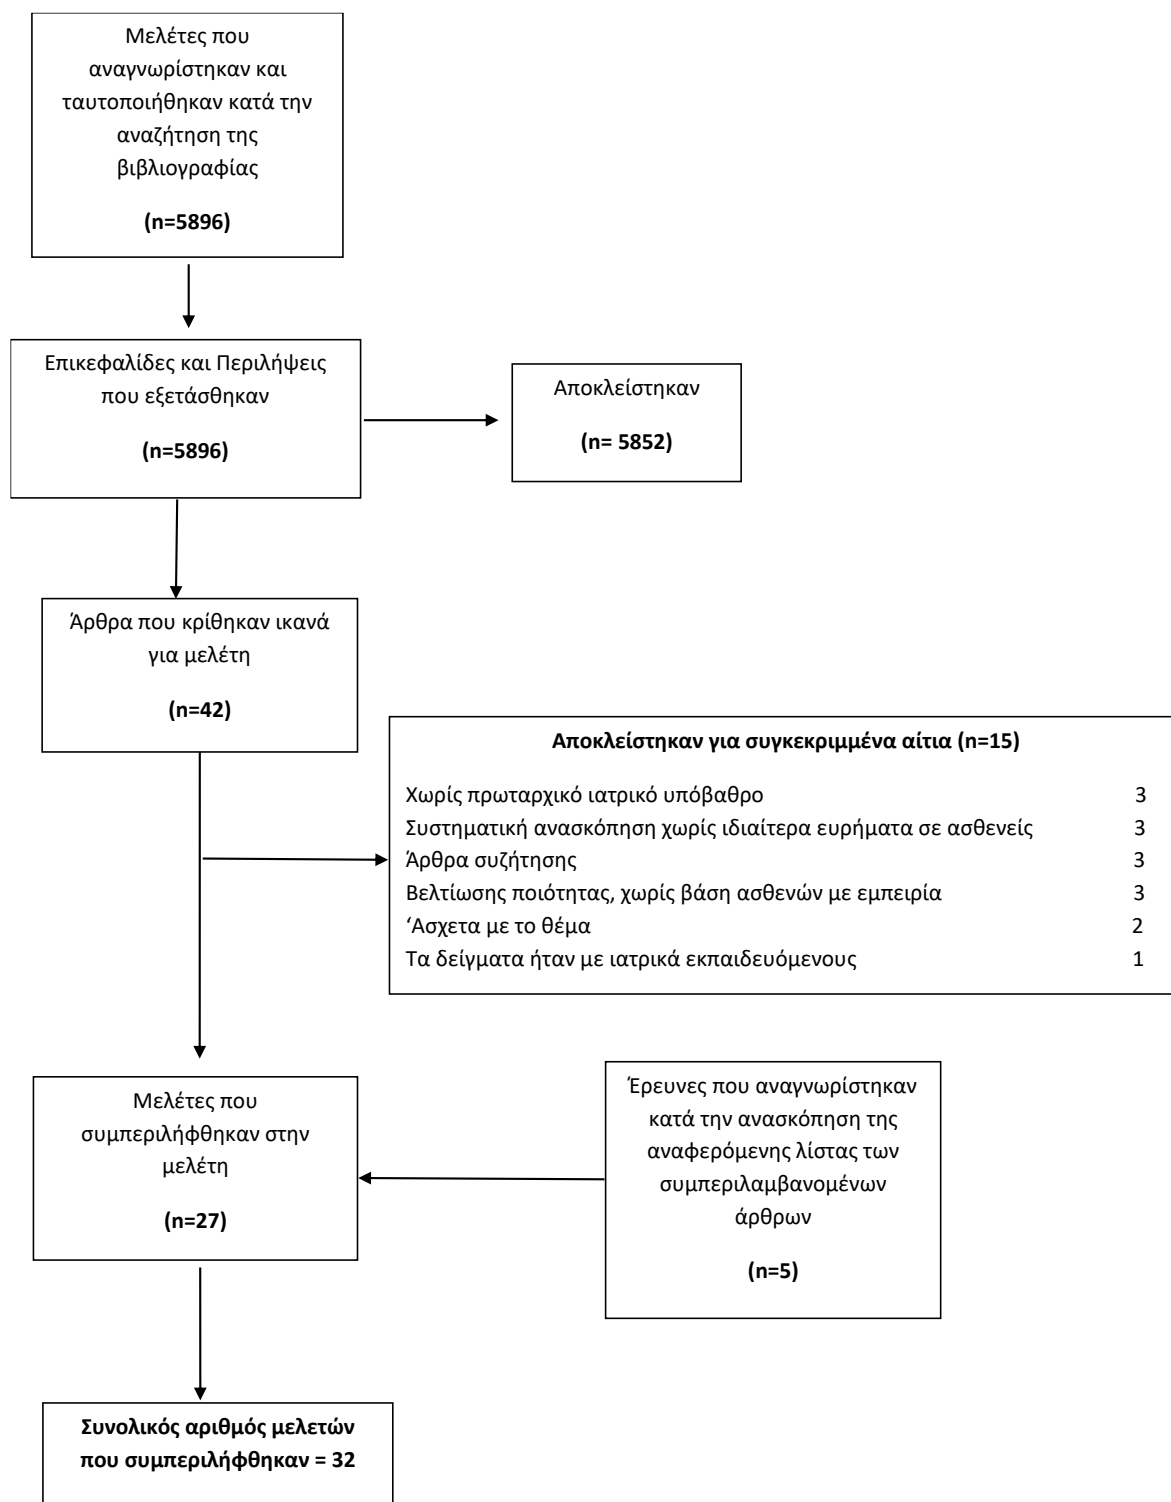 Μελέτες που
αναγνωρίστηκαν και
ταυτοποιήθηκαν κατά την
αναζήτηση της
βιβλιογραφίας
(n=5896)
Επικεφαλίδες και Περιλήψεις
που εξετάσθηκαν
(n=5896)
Αποκλείστηκαν
(n= 5852)
Άρθρα που κρίθηκαν ικανά
για μελέτη
(n=42)
Αποκλείστηκαν για συγκεκριμμένα αίτια (n=15)
Χωρίς πρωταρχικό ιατρικό υπόβαθρο 3
Συστηματική ανασκόπηση χωρίς ιδιαίτερα ευρήματα σε ασθενείς 3
Άρθρα συζήτησης 3
Βελτίωσης ποιότητας, χωρίς βάση ασθενών με εμπειρία 3
‘Ασχετα με το θέμα 2
Τα δείγματα ήταν με ιατρικά εκπαιδευόμενους 1
Μελέτες που
συμπεριλήφθηκαν στην
μελέτη
(n=27)
Έρευνες που αναγνωρίστηκαν
κατά την ανασκόπηση της
αναφερόμενης λίστας των
συμπεριλαμβανομένων
άρθρων
(n=5)
Συνολικός αριθμός μελετών
που συμπεριλήφθηκαν = 32